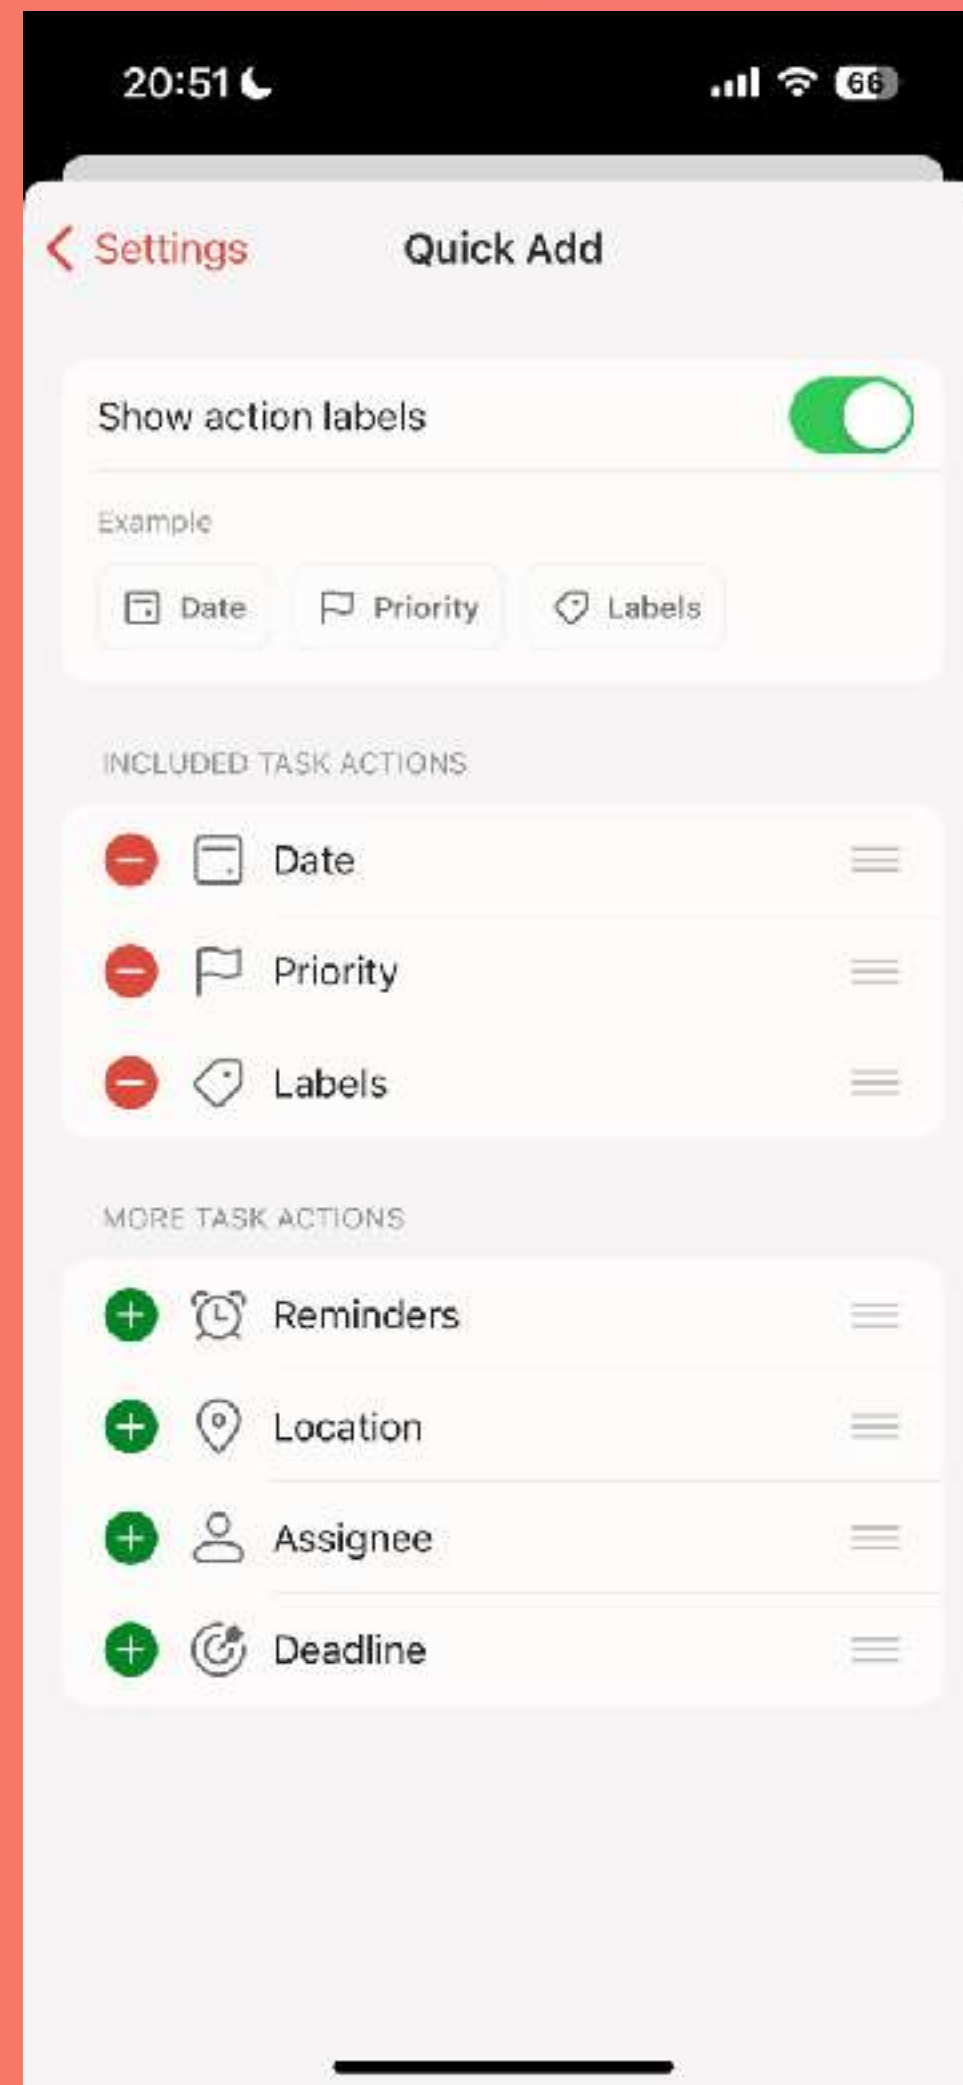 20:51
66
Settings
Quick Add
Show action labels
Example
Date Priority Labels
INCLUDED TASK ACTIONS
Date
Priority
Labels
MORE TASK ACTIONS
Reminders
Location
Assignee
Deadline